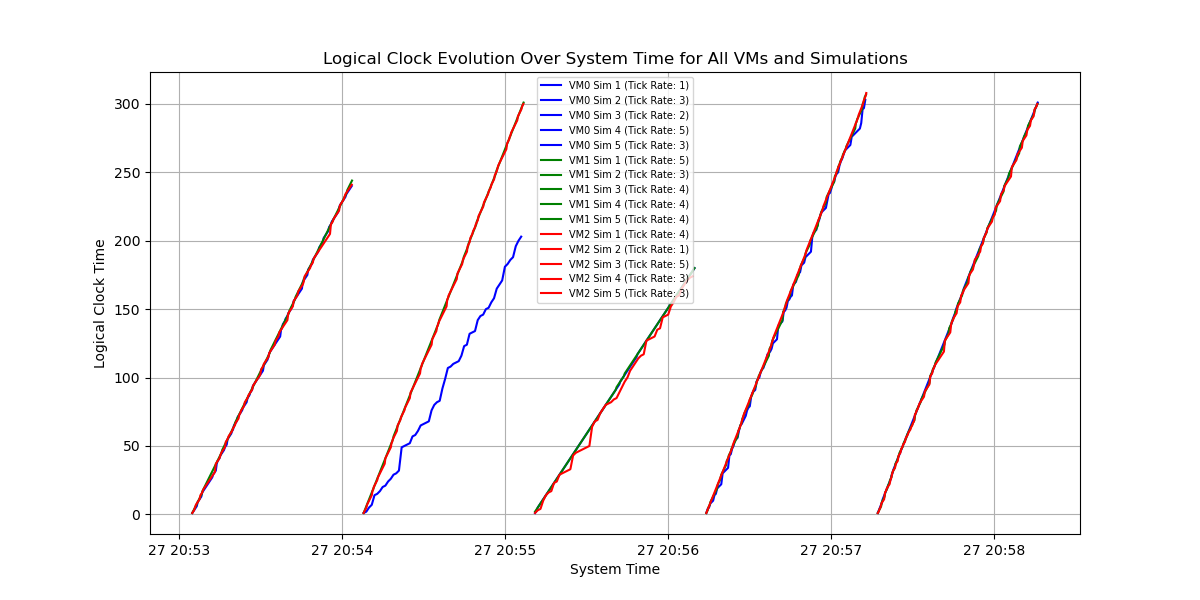 Logical Clock Evolution Over System Time for All VMs and Simulations
VM0 Sim 1 (Tick Rate: 1)
VM0 Sim 2 (Tick Rate: 3)
VM0 Sim 3 (Tick Rate: 2)
VM0 Sim 4 (Tick Rate: 5)
VM0 Sim 5 (Tick Rate: 3)
VM1 Sim 1 (Tick Rate: 5)
VM1 Sim 2 (Tick Rate: 3)
VM1 Sim 3 (Tick Rate: 4)
VM1 Sim 4 (Tick Rate: 4)
VM1 Sim 5 (Tick Rate: 4)
VM2 Sim 1 (Tick Rate: 4)
VM2 Sim 2 (Tick Rate: 1)
VM2 Sim 3 (Tick Rate: 5)
VM2 Sim 4 (Tick Rate: 3)
VM2 Sim 5 (Tick Rate: 3)
Logical Clock Time
300
250
200
150
100
50
0
27 20:53
27 20:54
27 20:55
27 20:56
27 20:57
27 20:58
System Time